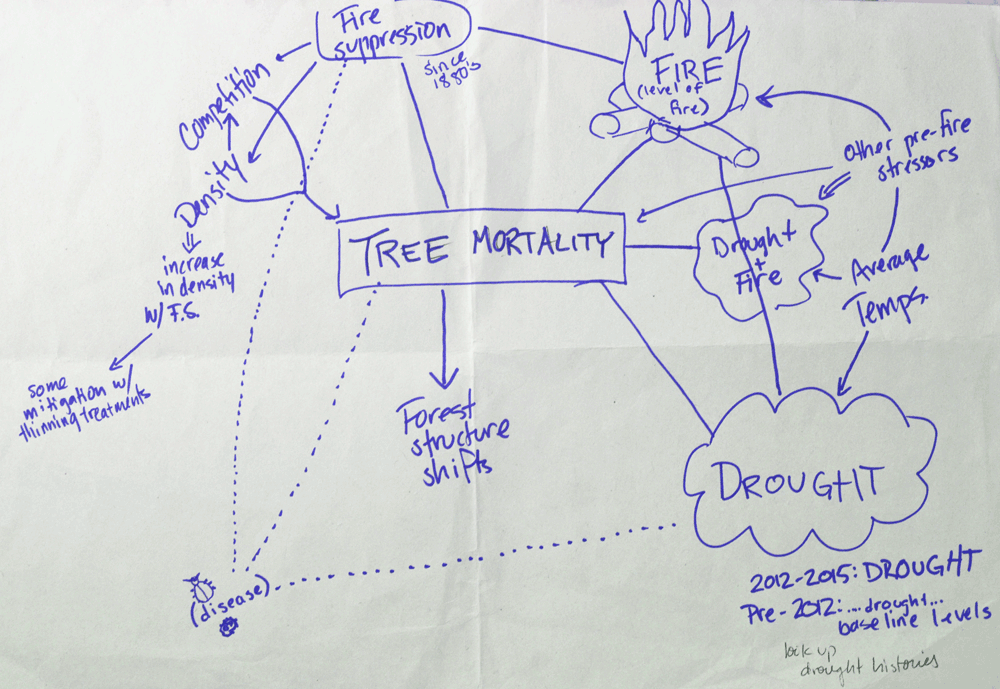 Fire
suppression
since
1880's
FIRE
(level of
fire)
Competition
Density
other pre-fire
stressors
TREE MORTALITY
Drought
+
Fire
Average
Temps.
increase
in density
w/ F.S.
some
mitigation w/
thinning treatments
Forest
structure
shifts
DROUGHT
(disease)
2012-2015: DROUGHT
Pre-2012: ....drought...
baseline levels
look up
drought histories